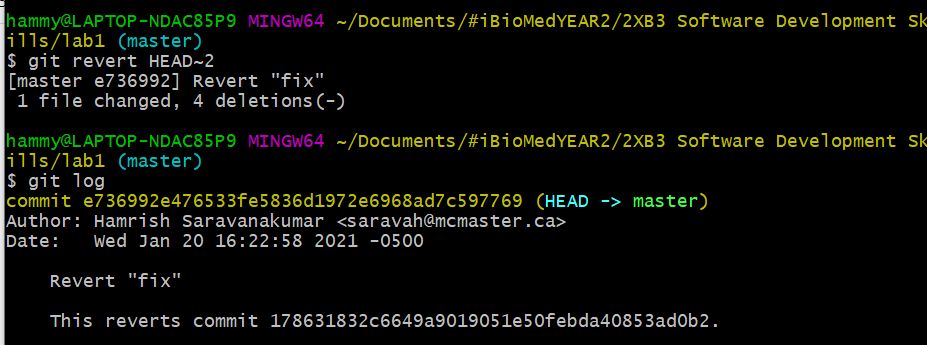 hammy@LAPTOP-NDAC85P9 MINGW64 ~/Documents/#iBioMedYEAR2/2XB3 Software Development Sk
ills/lab1 (master)
$ git revert HEAD~2
[master e736992] Revert "fix"
 1 file changed, 4 deletions(-)

hammy@LAPTOP-NDAC85P9 MINGW64 ~/Documents/#iBioMedYEAR2/2XB3 Software Development Sk
ills/lab1 (master)
$ git log
commit e736992e476533fe5836d1972e6968ad7c597769 (HEAD -> master)
Author: Hamrish Saravanakumar <saravah@mcmaster.ca>
Date:   Wed Jan 20 16:22:58 2021 -0500

    Revert "fix"

    This reverts commit 178631832c6649a9019051e50febda40853ad0b2.